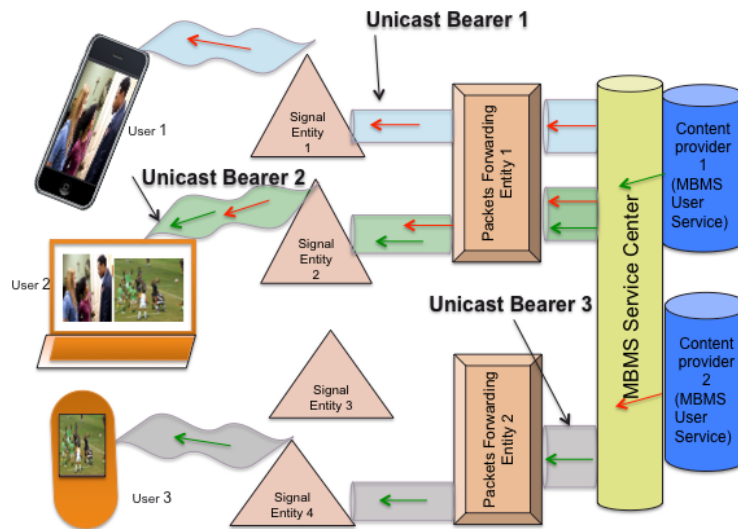 Unicast Bearer 1
User 1
Signal
Entity
1
Packets Forwarding
Entity 1
MBMS Service Center
Content
provider
1
(MBMS
User
Service)
Unicast Bearer 2
User 2
Signal
Entity
2
Unicast Bearer 3
Signal
Entity 3
Packets Forwarding
Entity 2
Content
provider
2
(MBMS
User
Service)
User 3
Signal
Entity 4